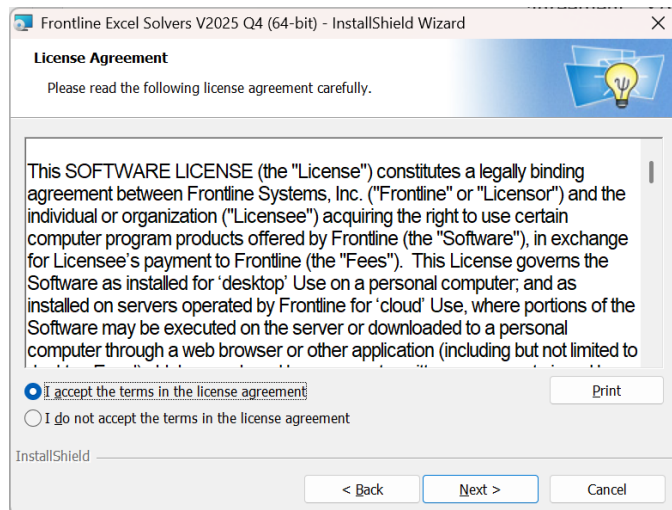 Frontline Excel Solvers V2025 Q4 (64-bit) - InstallShield Wizard
License Agreement
Please read the following license agreement carefully.
This SOFTWARE LICENSE (the "License") constitutes a legally binding
agreement between Frontline Systems, Inc. ("Frontline" or "Licensor") and the
individual or organization ("Licensee") acquiring the right to use certain
computer program products offered by Frontline (the "Software"), in exchange
for Licensee's payment to Frontline (the "Fees").  This License governs the
Software as installed for 'desktop' Use on a personal computer; and as
installed on servers operated by Frontline for 'cloud' Use, where portions of the
Software may be executed on the server or downloaded to a personal
computer through a web browser or other application (including but not limited to
I accept the terms in the license agreement
Print
I do not accept the terms in the license agreement
InstallShield
< Back
Next >
Cancel